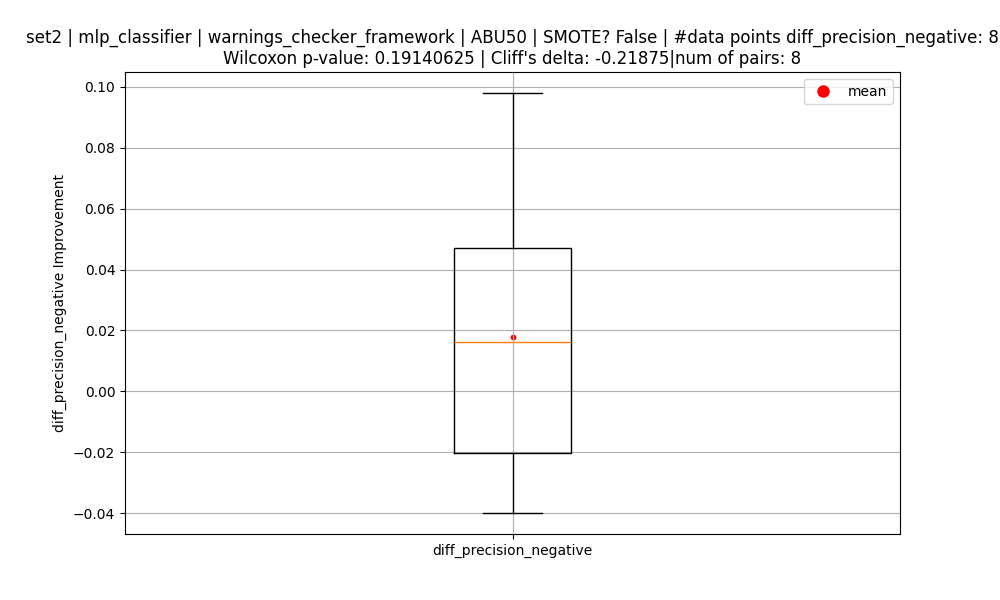 set2 | mlp_classifier | warnings_checker_framework | ABU50 | SMOTE? False | #data points diff_precision_negative: 8
Wilcoxon p-value: 0.19140625 | Cliff's delta: -0.21875|num of pairs: 8
mean
0.10
0.08
0.06
0.04
0.02
0.00
−0.02
−0.04
diff_precision_negative Improvement
diff_precision_negative